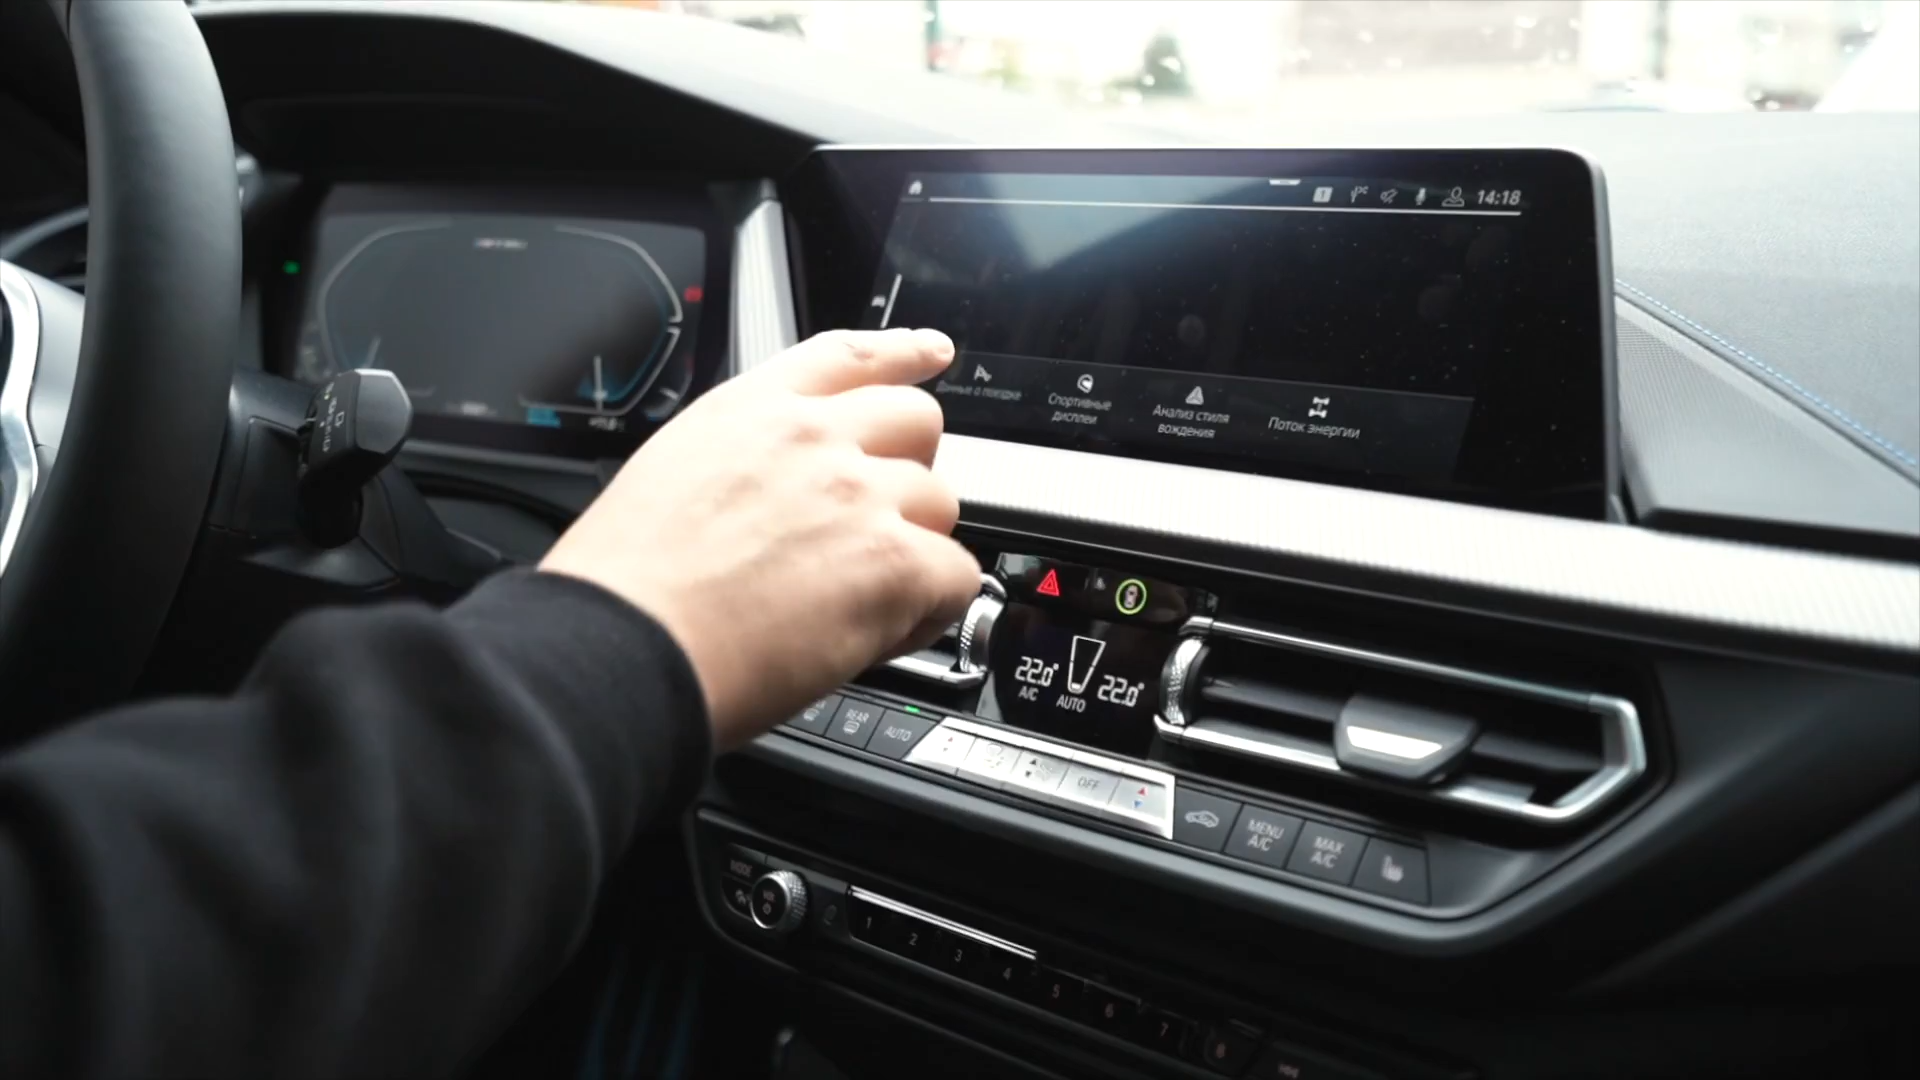 14:18
Данные о поездке
Спортивные
дисплеи
Анализ стиля
вождения
Поток энергии
22.0° 22.0°
A/C AUTO
REAR
AUTO
OFF
MENU
A/C
MAX
A/C
MODE
1 2 3 4 5 6 7 8